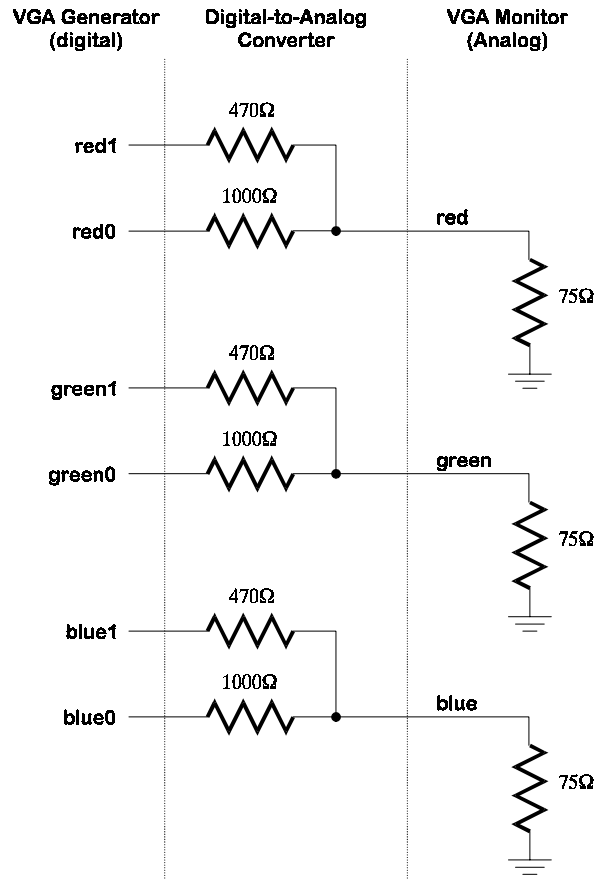 VGA Generator
(digital)
Digital-to-Analog
Converter
VGA Monitor
(Analog)
470Ω
red1
1000Ω
red0
red
75Ω
470Ω
green1
1000Ω
green0
green
75Ω
470Ω
blue1
1000Ω
blue0
blue
75Ω